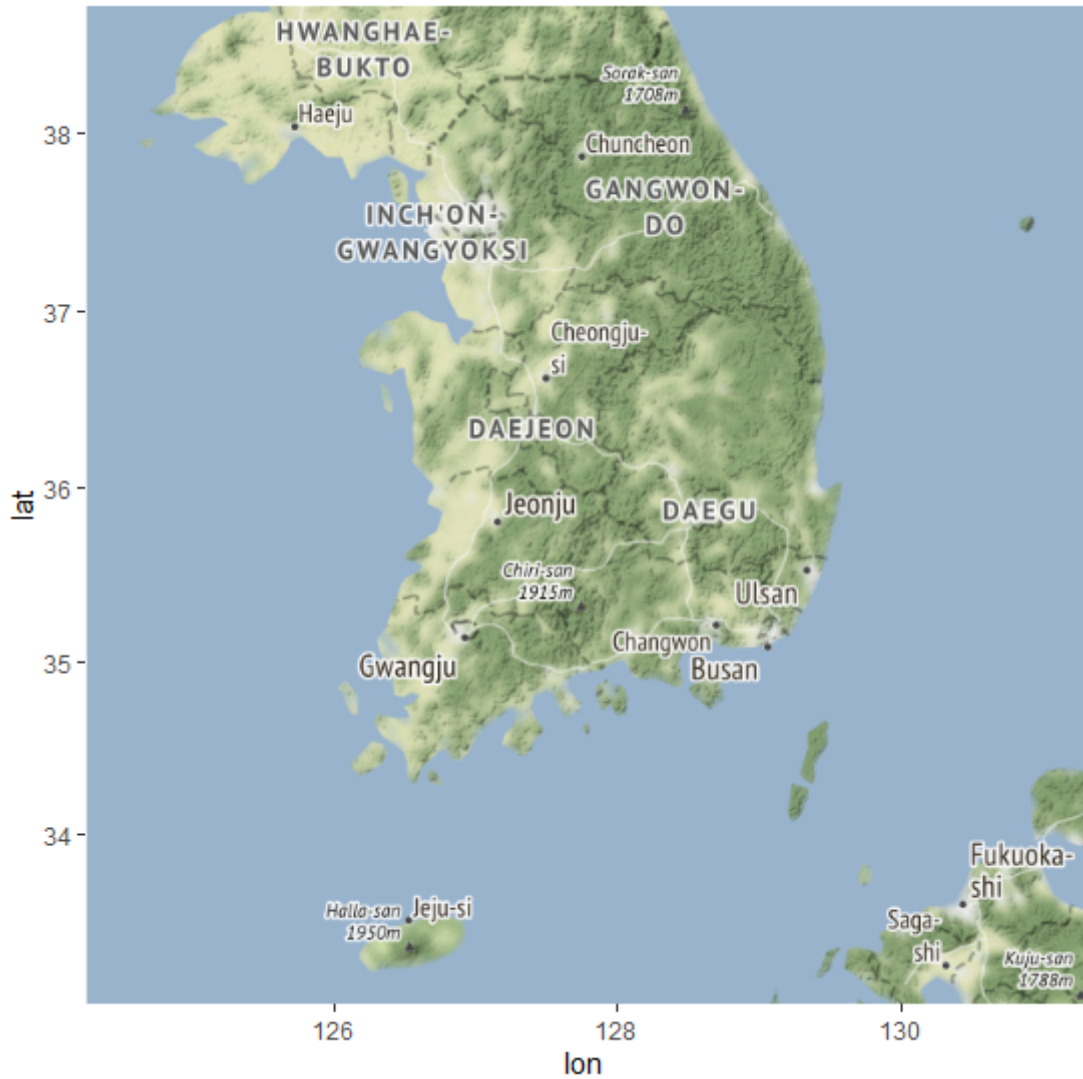 HWANGHAE-
BUKTO
Sorak-san
1708m
Haeju
38
Chuncheon
GANGWON-
DO
INCH'ON-
GWANGYOKSI
37
Cheongju-
si
DAEJEON
36
lat
Jeonju
DAEGU
Chiri-san
1915m
Ulsan
Changwon
35
Gwangju
Busan
34
Fukuoka-
shi
Halla-san
1950m
Jeju-si
Saga-
shi
Kuju-san
1788m
126
128
130
lon